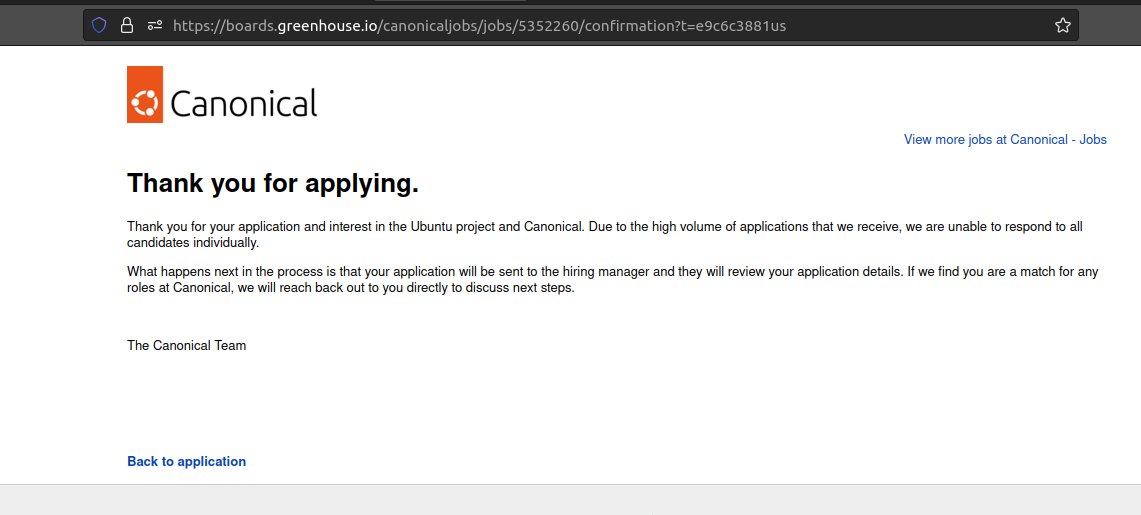 https://boards.greenhouse.io/canonicaljobs/jobs/5352260/confirmation?t=e9c6c3881us
Canonical
View more jobs at Canonical - Jobs
Thank you for applying.
Thank you for your application and interest in the Ubuntu project and Canonical. Due to the high volume of applications that we receive, we are unable to respond to all
candidates individually.
What happens next in the process is that your application will be sent to the hiring manager and they will review your application details. If we find you are a match for any
roles at Canonical, we will reach back out to you directly to discuss next steps.
The Canonical Team
Back to application